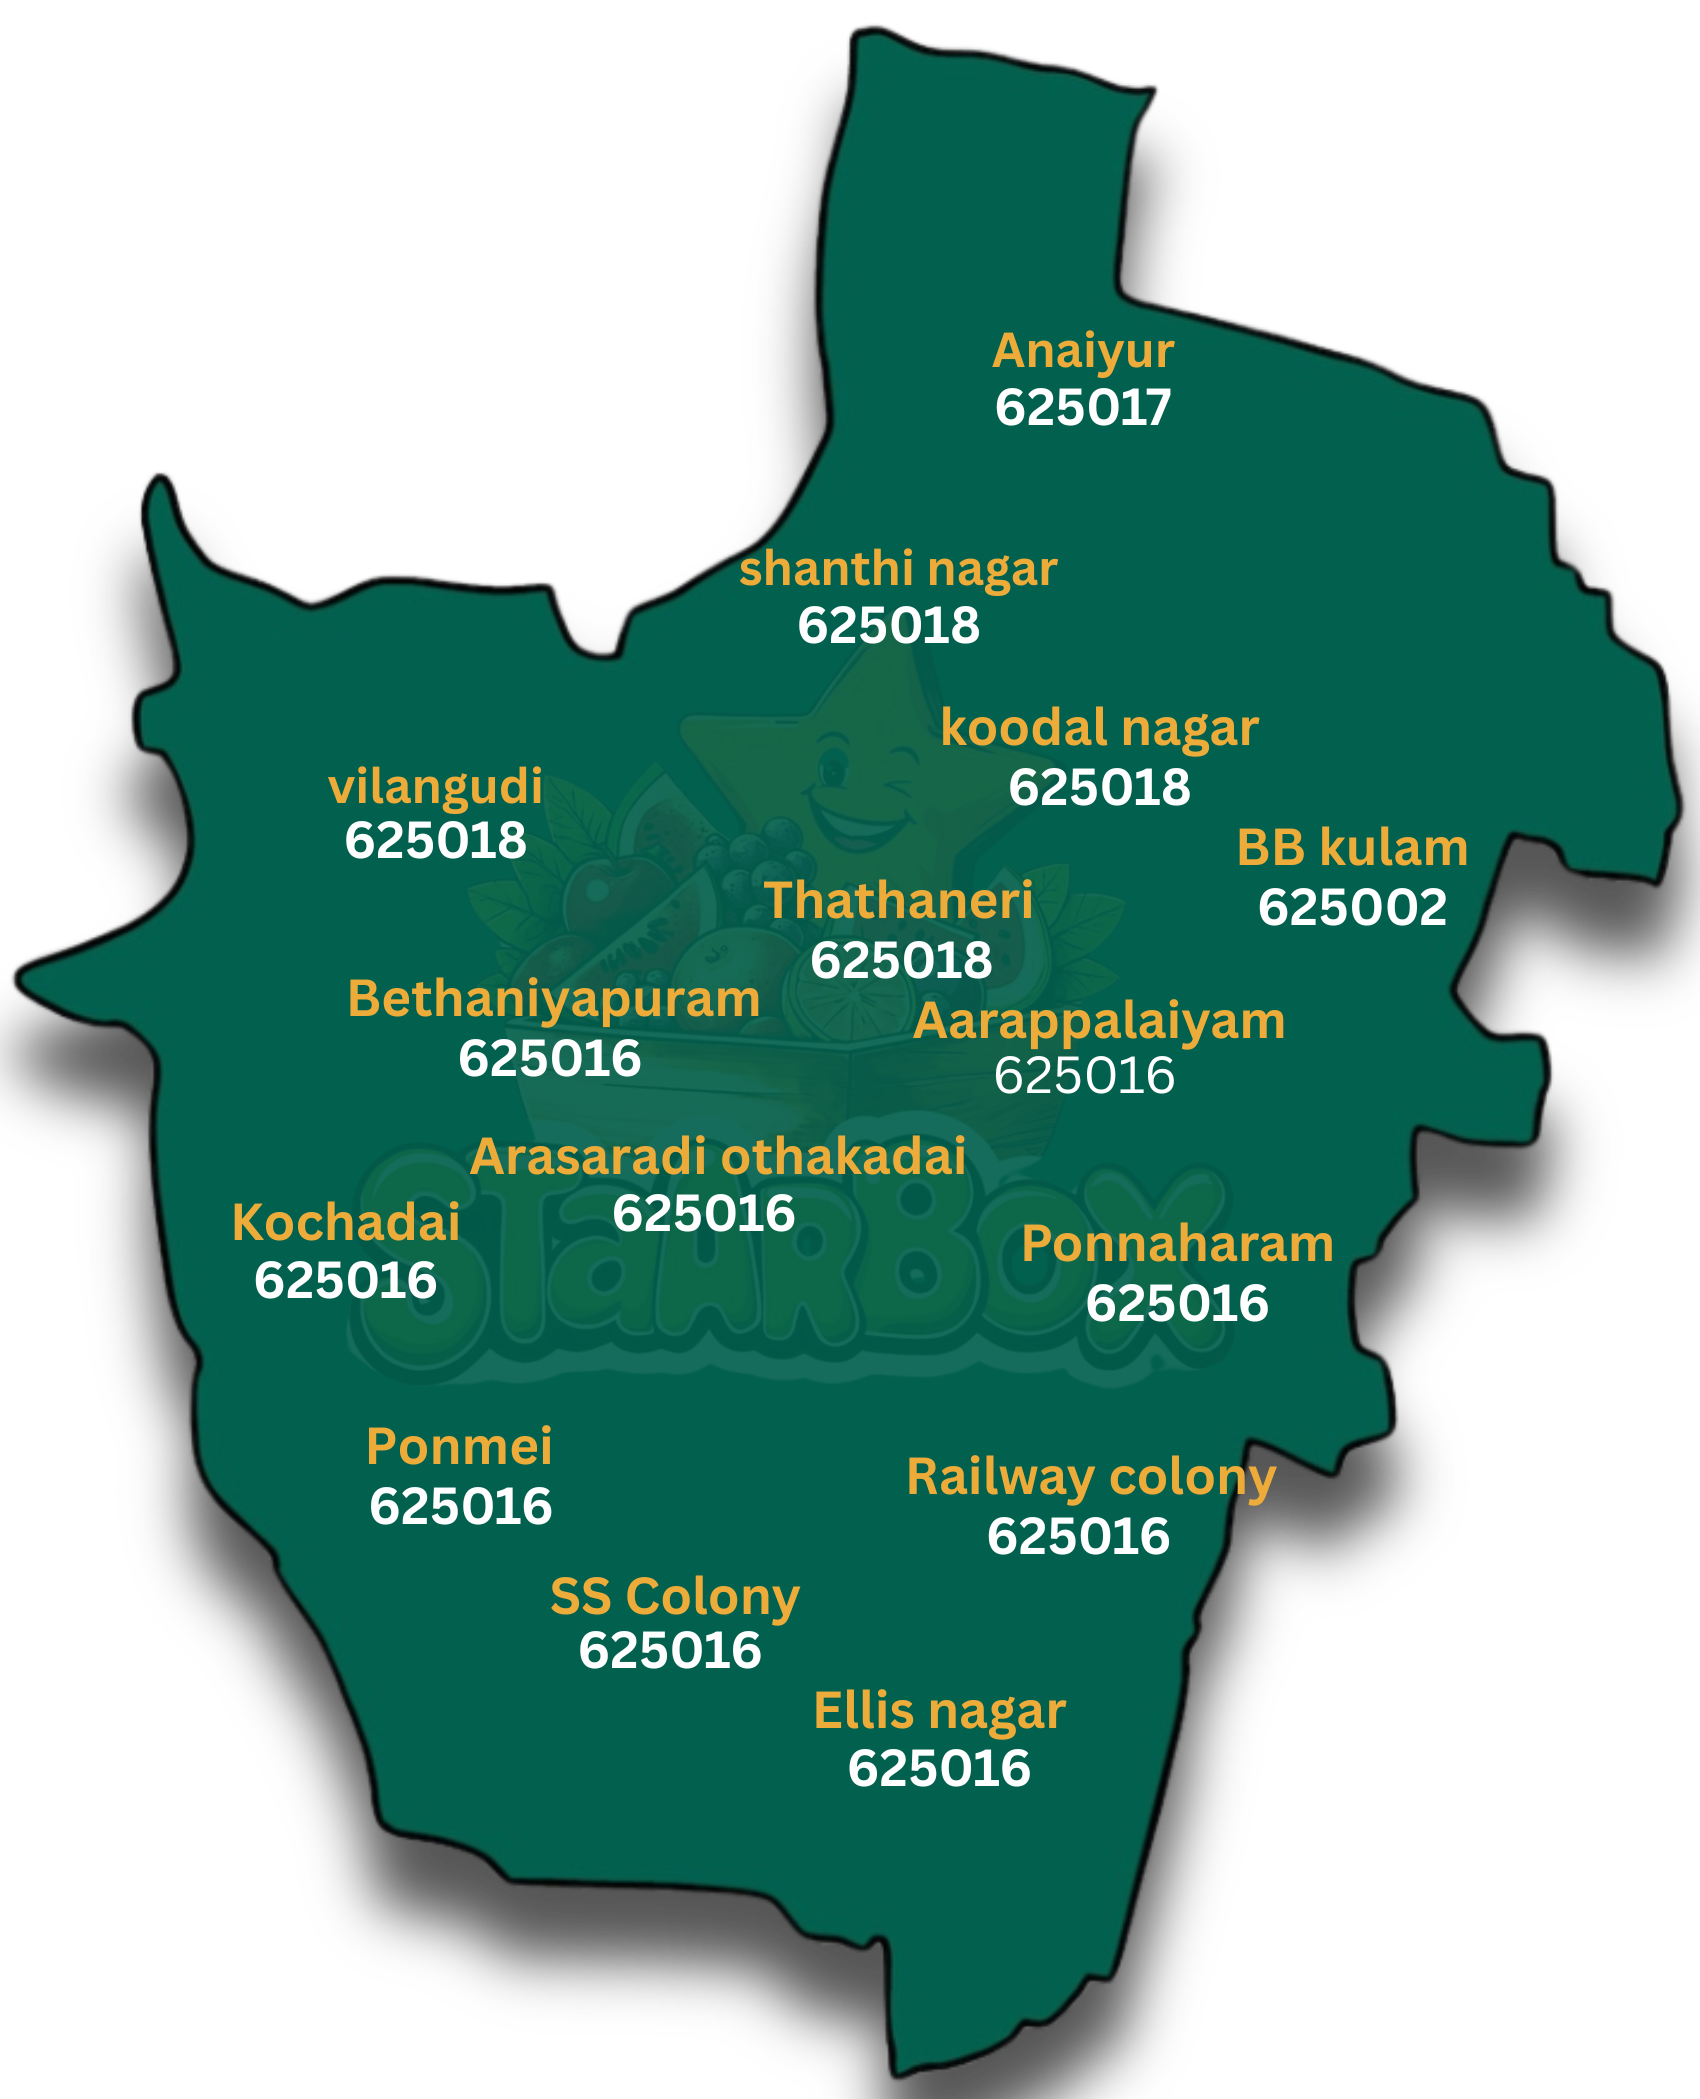 Anaiyur
625017
shanthi nagar
625018
koodal nagar
625018
vilangudi
625018
BB kulam
625002
Thathaneri
625018
Bethaniyapuram
625016
Aarappalaiyam
625016
Arasaradi othakadai
625016
Kochadai
625016
Ponnaharam
625016
STaARBOX
Ponmei
625016
Railway colony
625016
SS Colony
625016
Ellis nagar
625016